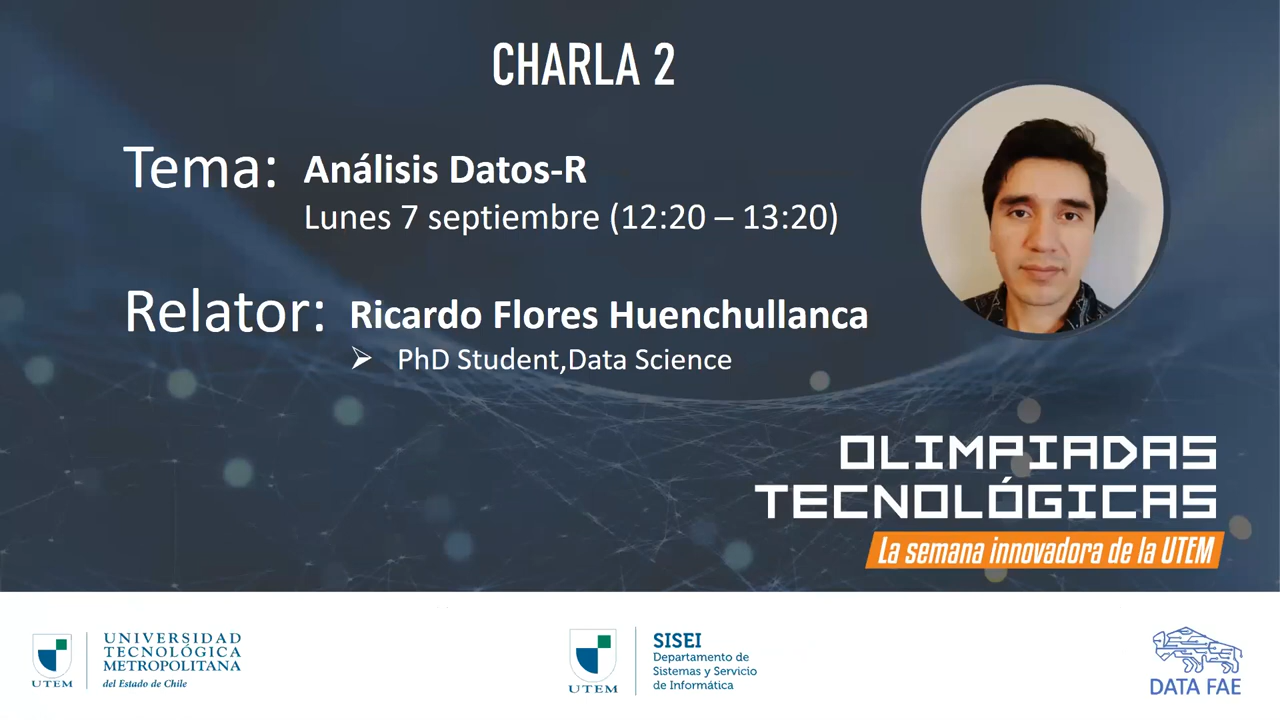 CHARLA 2
Tema: Análisis Datos-R
Lunes 7 septiembre (12:20 – 13:20)
Relator: Ricardo Flores Huenchullanca
➢ PhD Student,Data Science
OLIMPIADAS
TECNOLÓGICAS
La semana innovadora de la UTEM
UTEM
UNIVERSIDAD
TECNOLÓGICA
METROPOLITANA
del Estado de Chile
UTEM
SISEI
Departamento de
Sistemas y Servicio
de Informática
DATA FAE